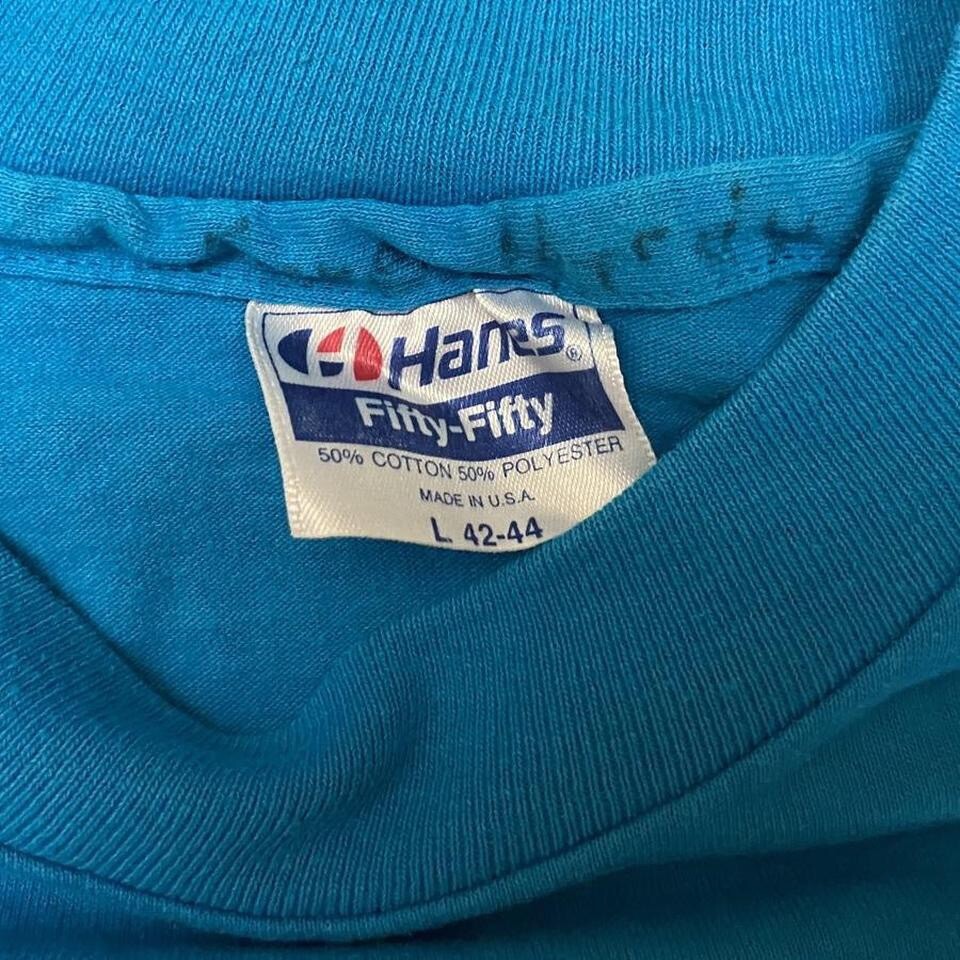 Hanes®
Fifty-Fifty
50% COTTON 50% POLYESTER
MADE IN U.S.A.
L 42-44